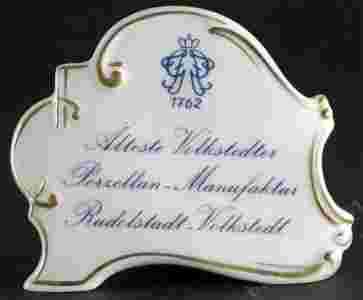 1762
Älteste Volkstedter
Porzellan-Manufaktur
Rudolstadt-Volkstedt